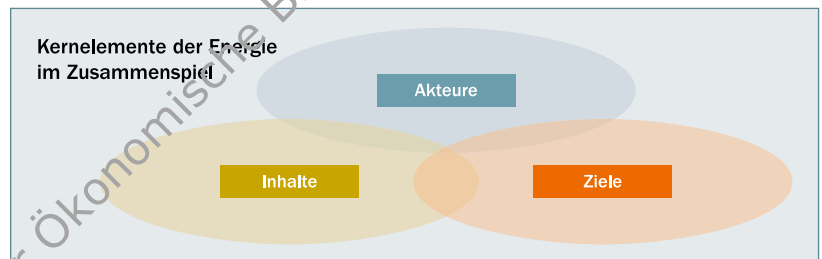 Kernelemente der Energie
im Zusammenspiel
Akteure
Inhalte
Ziele
Ökonomische